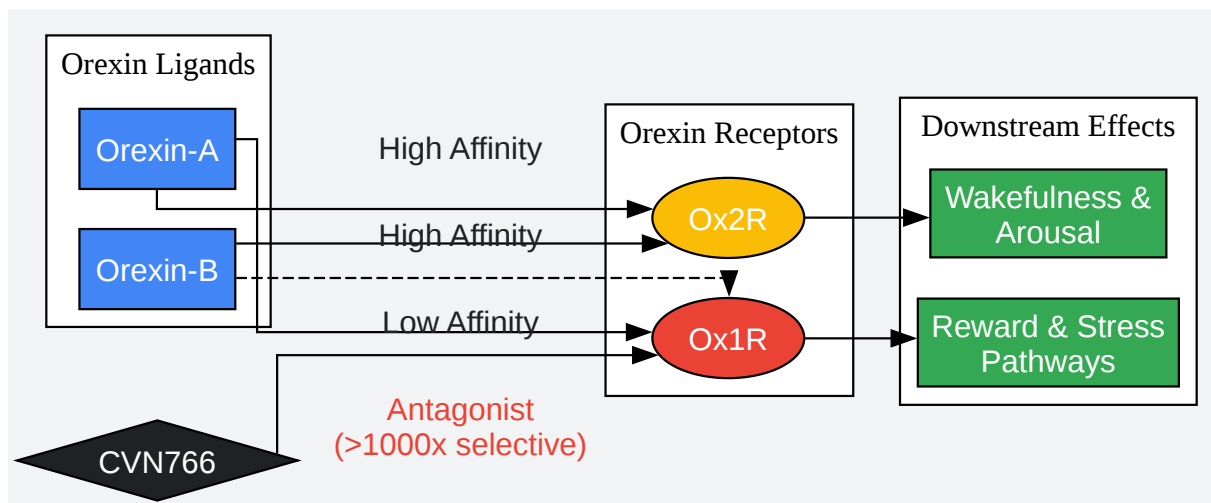 Orexin Ligands
Orexin-A
Orexin-B
High Affinity
High Affinity
Low Affinity
Orexin Receptors
Ox2R
Ox1R
Downstream Effects
Wakefulness &
Arousal
Reward & Stress
Pathways
Antagonist
(>1000x selective)
CVN766